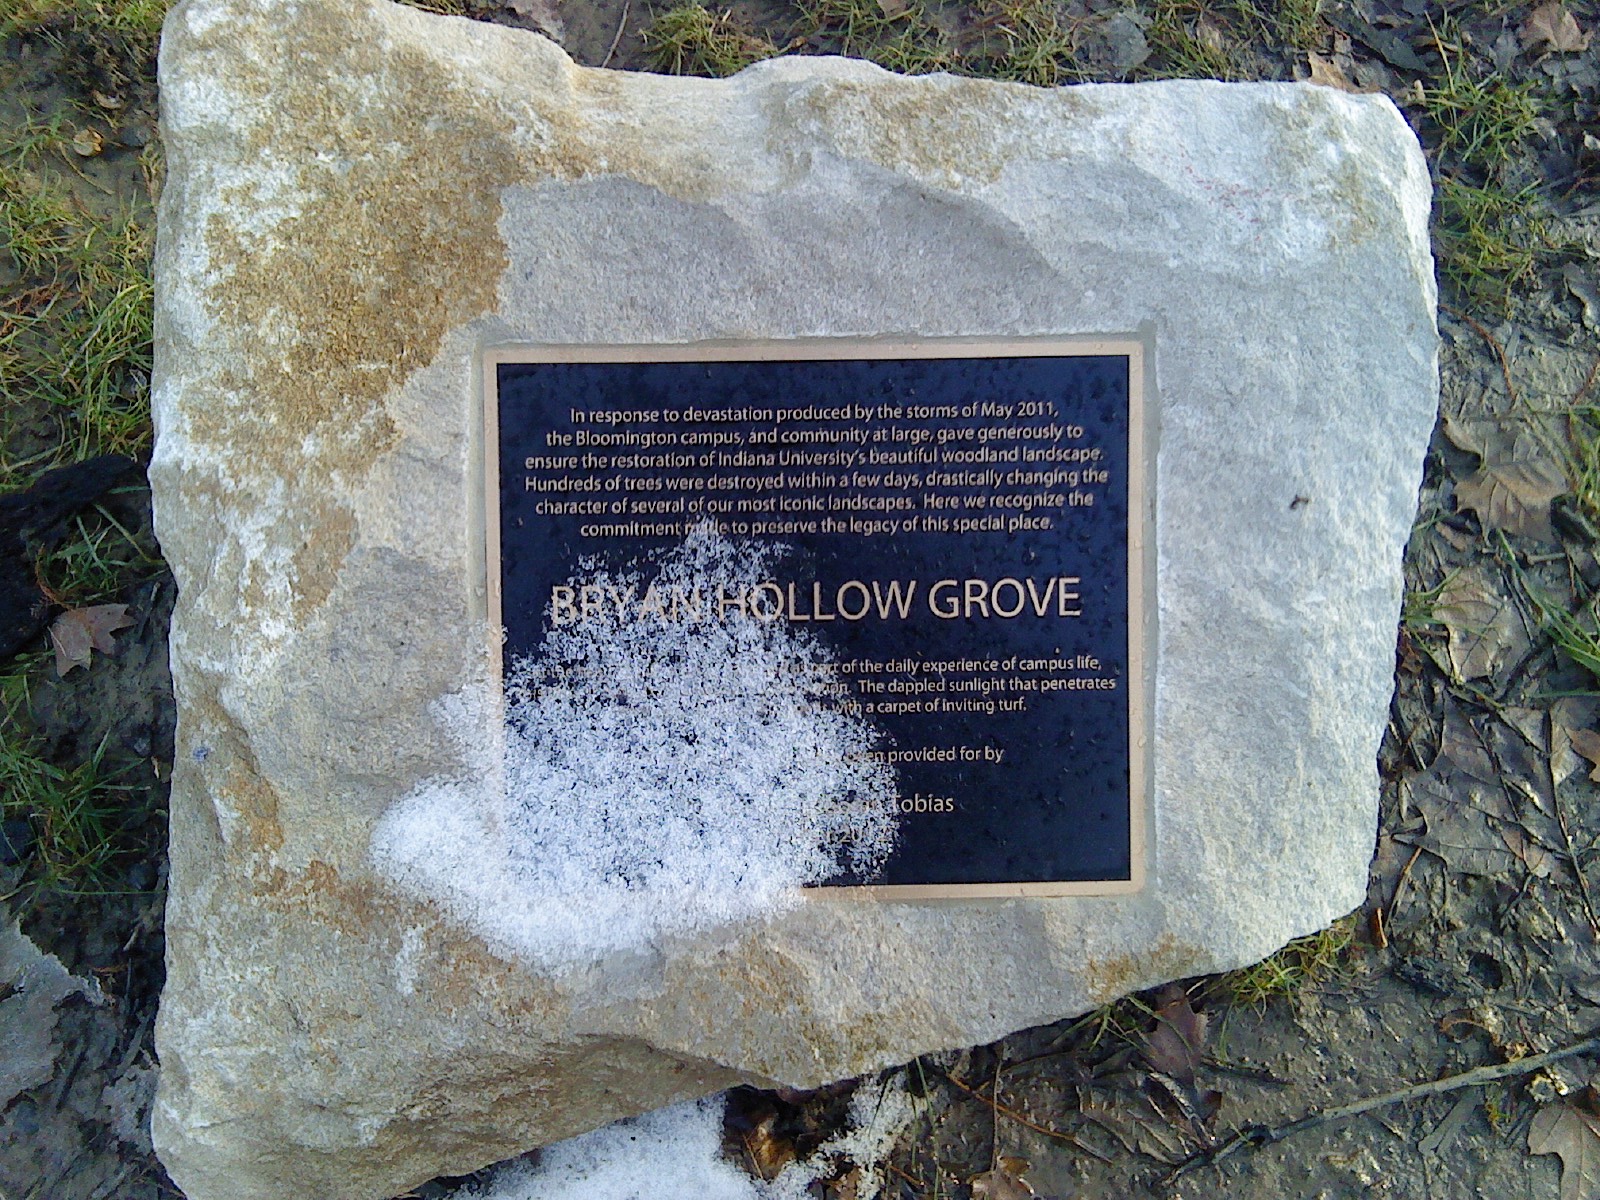 In response to devastation produced by the storms of May 2011,
the Bloomington campus, and community at large, gave generously to
ensure the restoration of Indiana University's beautiful woodland landscape.
Hundreds of trees were destroyed within a few days, drastically changing the
character of several of our most iconic landscapes. Here we recognize the
commitment made to preserve the legacy of this special place.
BRYAN HOLLOW GROVE
part of the daily experience of campus life,
The dappled sunlight that penetrates
with a carpet of inviting turf.
been provided for by
Tobias